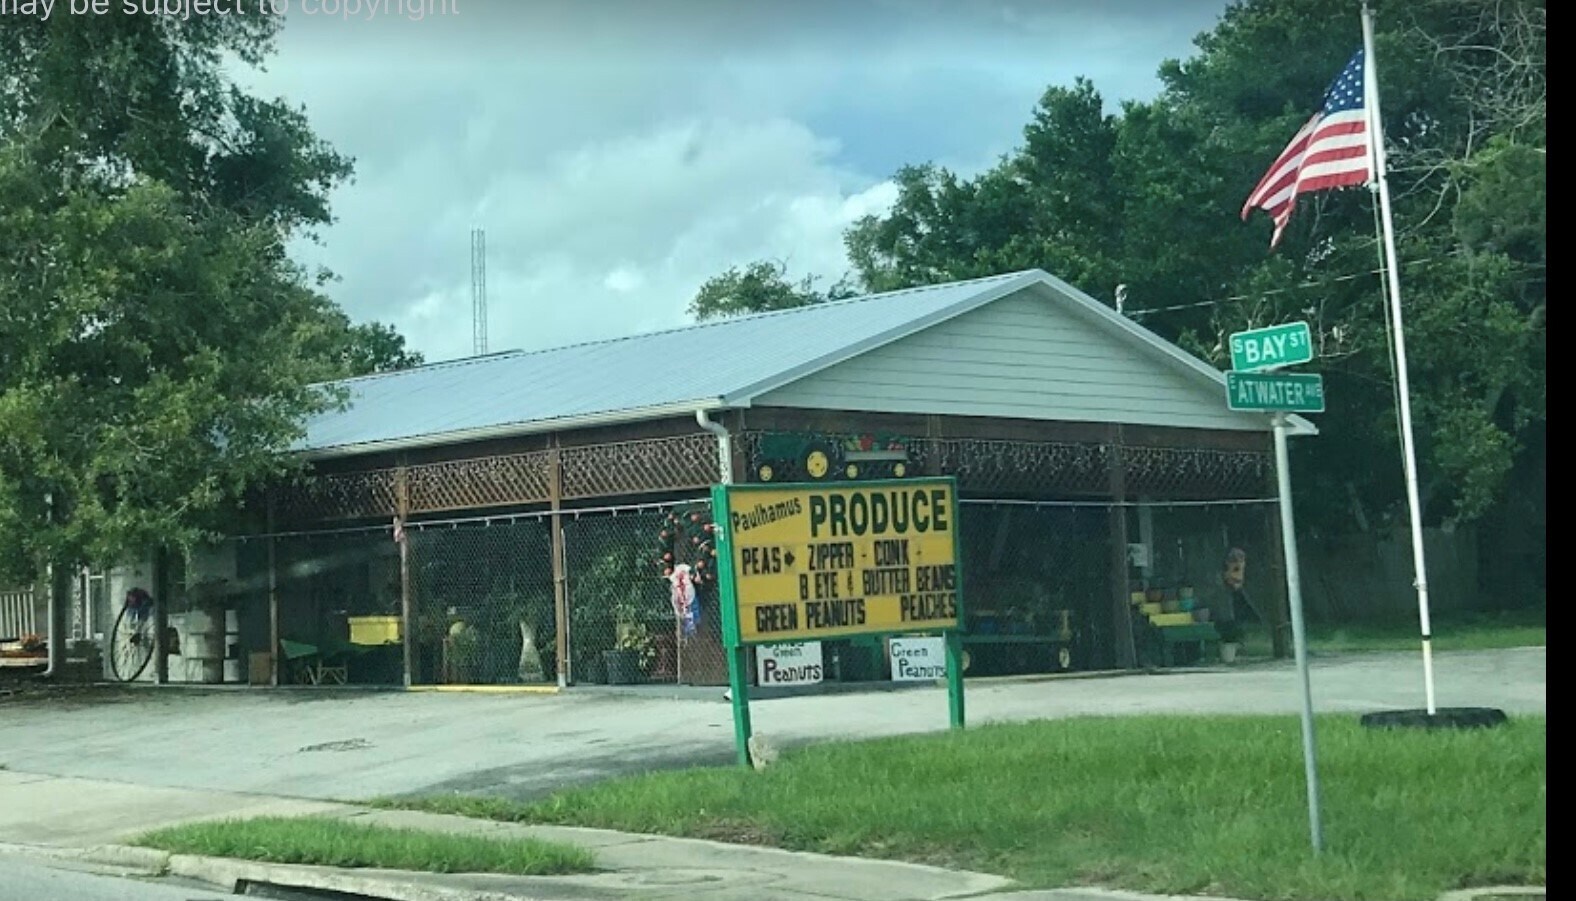 may be subject to copyright
S BAY ST
E ATWATER AVE
Paulhamus PRODUCE
PEAS ZIPPER - CONK -
B EYE & BUTTER BEANS
GREEN PEANUTS PEACHES
Green
Peanuts
Green
Peanuts